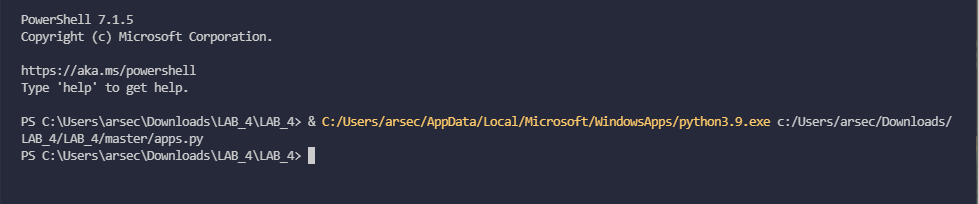 PowerShell 7.1.5
Copyright (c) Microsoft Corporation.
https://aka.ms/powershell
Type 'help' to get help.
PS C:\Users\arsec\Downloads\LAB_4\LAB_4> & C:/Users/arsec/AppData/Local/Microsoft/WindowsApps/python3.9.exe c:/Users/arsec/Downloads/
LAB_4/LAB_4/master/apps.py
PS C:\Users\arsec\Downloads\LAB_4\LAB_4>